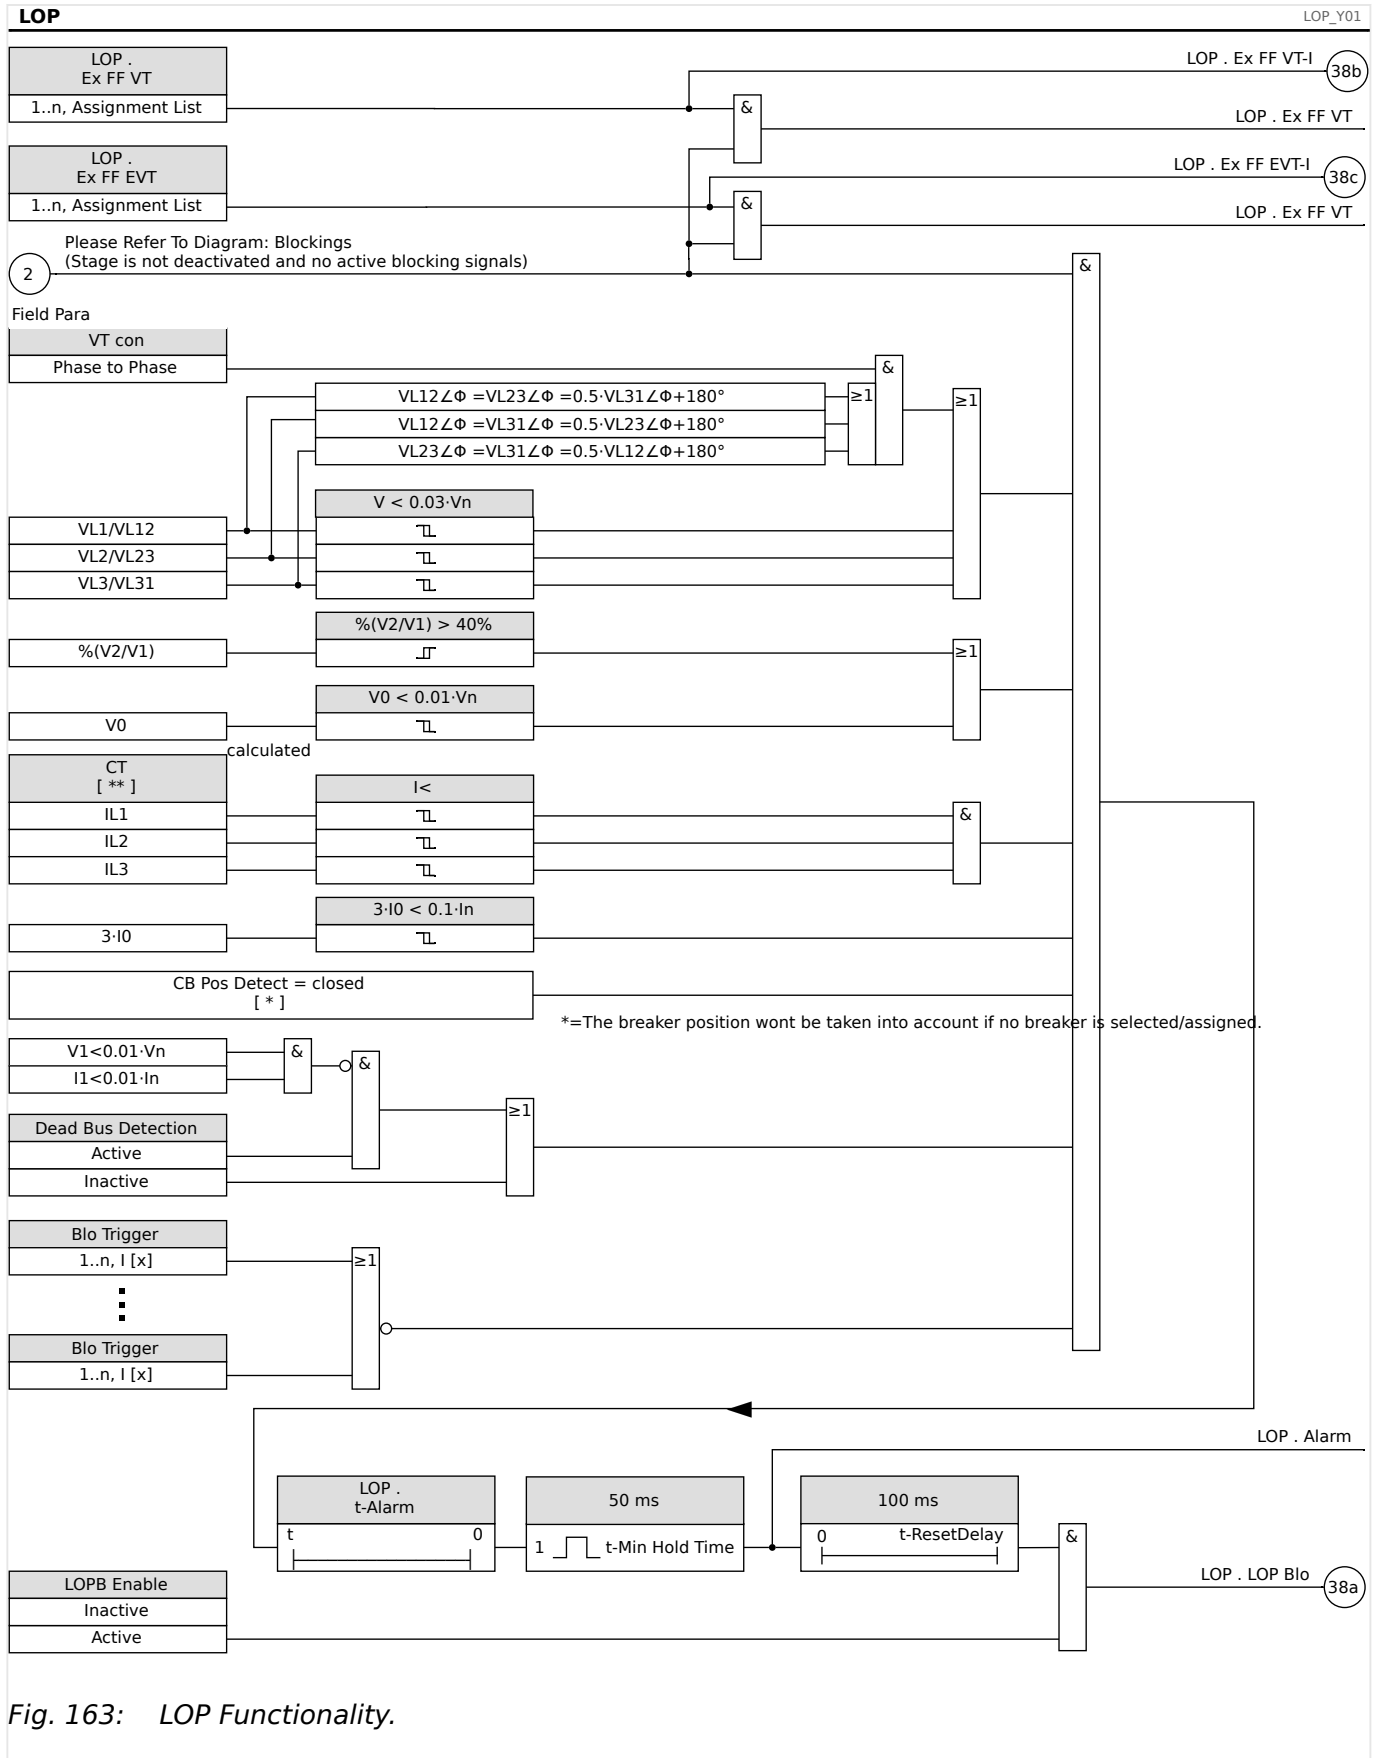 LOP
LOP_Y01
LOP .
Ex FF VT
1..n, Assignment List
LOP . Ex FF VT-I
38b
&
LOP . Ex FF VT
LOP .
Ex FF EVT
1..n, Assignment List
LOP . Ex FF EVT-I
38c
&
LOP . Ex FF VT
Please Refer To Diagram: Blockings
(Stage is not deactivated and no active blocking signals)
2
&
Field Para
VT con
Phase to Phase
&
VL12∠Φ =VL23∠Φ =0.5·VL31∠Φ+180°
VL12∠Φ =VL31∠Φ =0.5·VL23∠Φ+180°
VL23∠Φ =VL31∠Φ =0.5·VL12∠Φ+180°
≥1
≥1
V < 0.03·Vn
VL1/VL12
VL2/VL23
VL3/VL31
%(V2/V1) > 40%
%(V2/V1)
≥1
V0 < 0.01·Vn
V0
calculated
CT
[ ** ]
I<
IL1
IL2
IL3
&
3·I0 < 0.1·In
3·I0
CB Pos Detect = closed
[ * ]
*=The breaker position wont be taken into account if no breaker is selected/assigned.
V1<0.01·Vn
I1<0.01·In
&
&
Dead Bus Detection
Active
Inactive
≥1
Blo Trigger
1..n, I [x]
≥1
Blo Trigger
1..n, I [x]
LOP . Alarm
LOP .
t-Alarm
t 0
50 ms
1 t-Min Hold Time
100 ms
0 t-ResetDelay
&
LOPB Enable
Inactive
Active
LOP . LOP Blo
38a
Fig. 163: LOP Functionality.